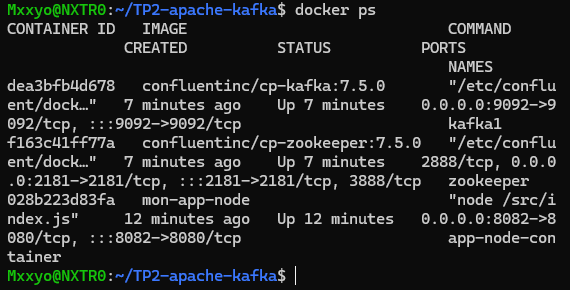 Mxxyo@NXTR0:~/TP2-apache-kafka$ docker ps
CONTAINER ID   IMAGE                             COMMAND
               CREATED          STATUS          PORTS
                                                 NAMES
dea3bfb4d678   confluentinc/cp-kafka:7.5.0       "/etc/conflu
ent/dock…"   7 minutes ago    Up 7 minutes    0.0.0.0:9092->9
092/tcp, :::9092->9092/tcp                       kafka1
f163c41ff77a   confluentinc/cp-zookeeper:7.5.0   "/etc/conflu
ent/dock…"   7 minutes ago    Up 7 minutes    2888/tcp, 0.0.0
.0:2181->2181/tcp, :::2181->2181/tcp, 3888/tcp   zookeeper
028b223d83fa   mon-app-node                      "node /src/i
ndex.js"     12 minutes ago   Up 12 minutes   0.0.0.0:8082->8
080/tcp, :::8082->8080/tcp                       app-node-con
tainer
Mxxyo@NXTR0:~/TP2-apache-kafka$